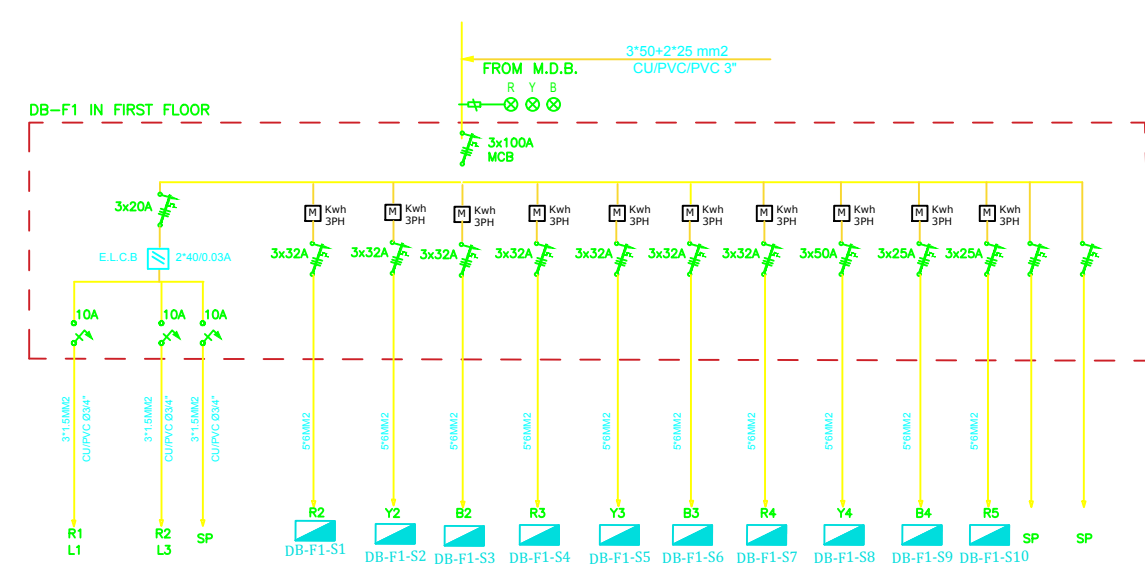 3*50+2*25 mm2
CU/PVC/PVC 3"
FROM M.D.B.
R Y B
DB-F1 IN FIRST FLOOR
3x100A
MCB
3x20A
M Kwh 3PH
M Kwh 3PH
M Kwh 3PH
M Kwh 3PH
M Kwh 3PH
M Kwh 3PH
M Kwh 3PH
M Kwh 3PH
M Kwh 3PH
M Kwh 3PH
E.L.C.B 2*40/0.03A
3x32A 3x32A 3x32A 3x32A 3x32A 3x32A 3x32A 3x50A 3x25A 3x25A
10A 10A 10A
3*1.5MM2
CU/PVC Ø3/4"
3*1.5MM2
CU/PVC Ø3/4"
3*1.5MM2
CU/PVC Ø3/4"
5*6MM2
5*6MM2
5*6MM2
5*6MM2
5*6MM2
5*6MM2
5*6MM2
5*6MM2
5*6MM2
5*6MM2
R1
L1
R2
L3
SP
R2 Y2 B2 R3 Y3 B3 R4 Y4 B4 R5
DB-F1-S1 DB-F1-S2 DB-F1-S3 DB-F1-S4 DB-F1-S5 DB-F1-S6 DB-F1-S7 DB-F1-S8 DB-F1-S9 DB-F1-S10
SP SP